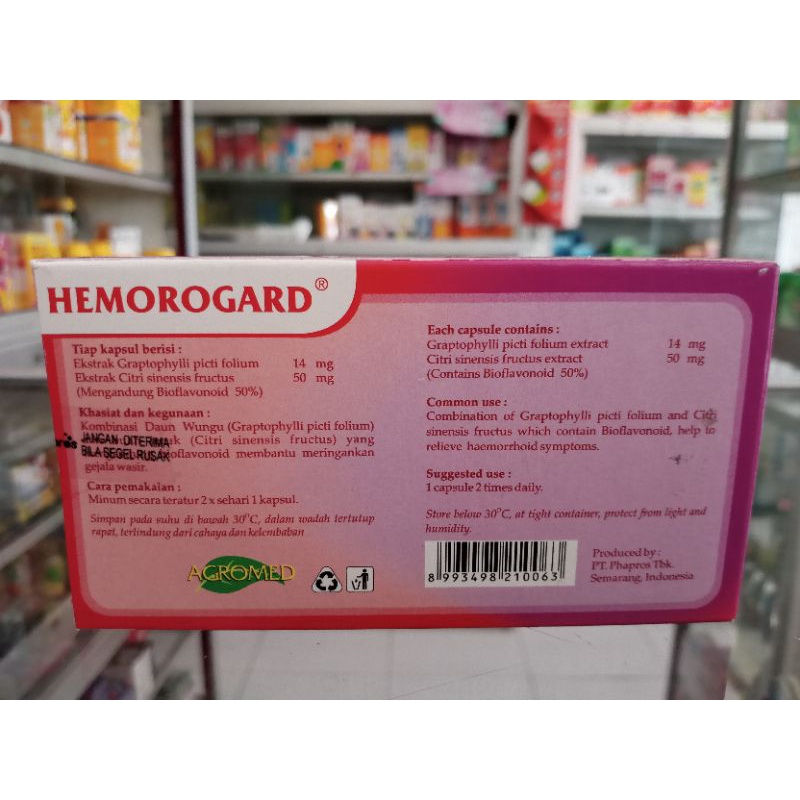 HEMOROGARD®
Tiap kapsul berisi :
Ekstrak Graptophylli picti folium 14 mg
Ekstrak Citri sinensis fructus 50 mg
(Mengandung Bioflavonoid 50%)
Khasiat dan kegunaan :
Kombinasi Daun Wungu (Graptophylli picti folium)
(Citri sinensis fructus) yang
membantu meringankan
gejala wasir.
JANGAN DITERIMA
BILA SEGEL RUSAK
Cara pemakaian :
Minum secara teratur 2 x sehari 1 kapsul.
Simpan pada suhu di bawah 30°C, dalam wadah tertutup
rapat, terlindung dari cahaya dan kelembaban
AGROMED
Each capsule contains :
Graptophylli picti folium extract 14 mg
Citri sinensis fructus extract 50 mg
(Contains Bioflavonoid 50%)
Common use :
Combination of Graptophylli picti folium and Citri
sinensis fructus which contain Bioflavonoid, help to
relieve haemorrhoid symptoms.
Suggested use :
1 capsule 2 times daily.
Store below 30°C, at tight container, protect from light and
humidity.
8 993498 210063
Produced by :
PT. Phapros Tbk.
Semarang, Indonesia